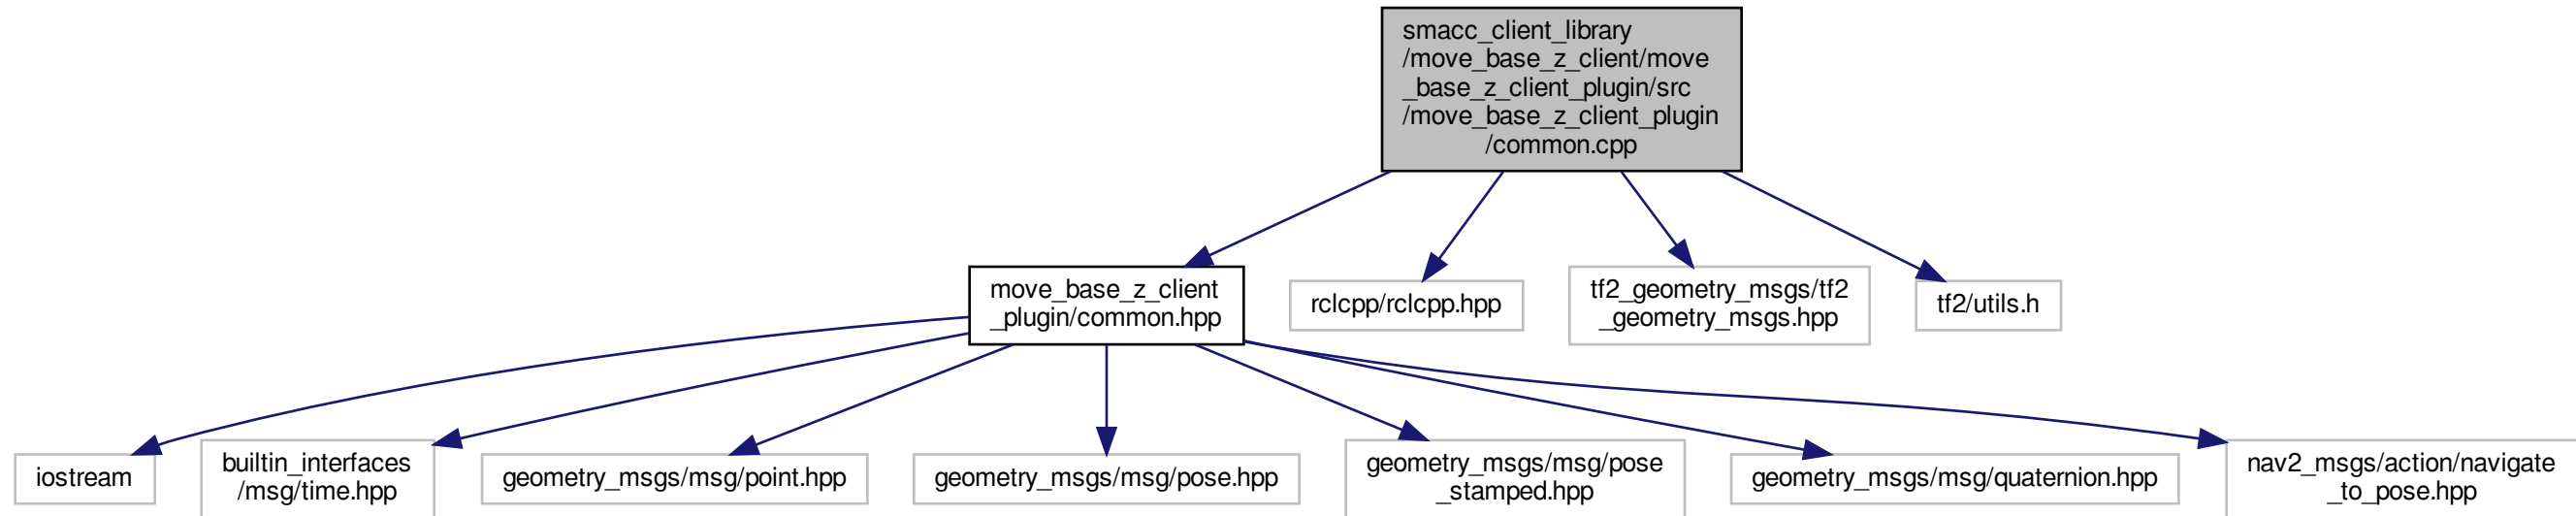 smacc_client_library
/move_base_z_client/move
_base_z_client_plugin/src
/move_base_z_client_plugin
/common.cpp
move_base_z_client
_plugin/common.hpp
rclcpp/rclcpp.hpp
tf2_geometry_msgs/tf2
_geometry_msgs.hpp
tf2/utils.h
iostream
builtin_interfaces
/msg/time.hpp
geometry_msgs/msg/point.hpp
geometry_msgs/msg/pose.hpp
geometry_msgs/msg/pose
_stamped.hpp
geometry_msgs/msg/quaternion.hpp
nav2_msgs/action/navigate
_to_pose.hpp